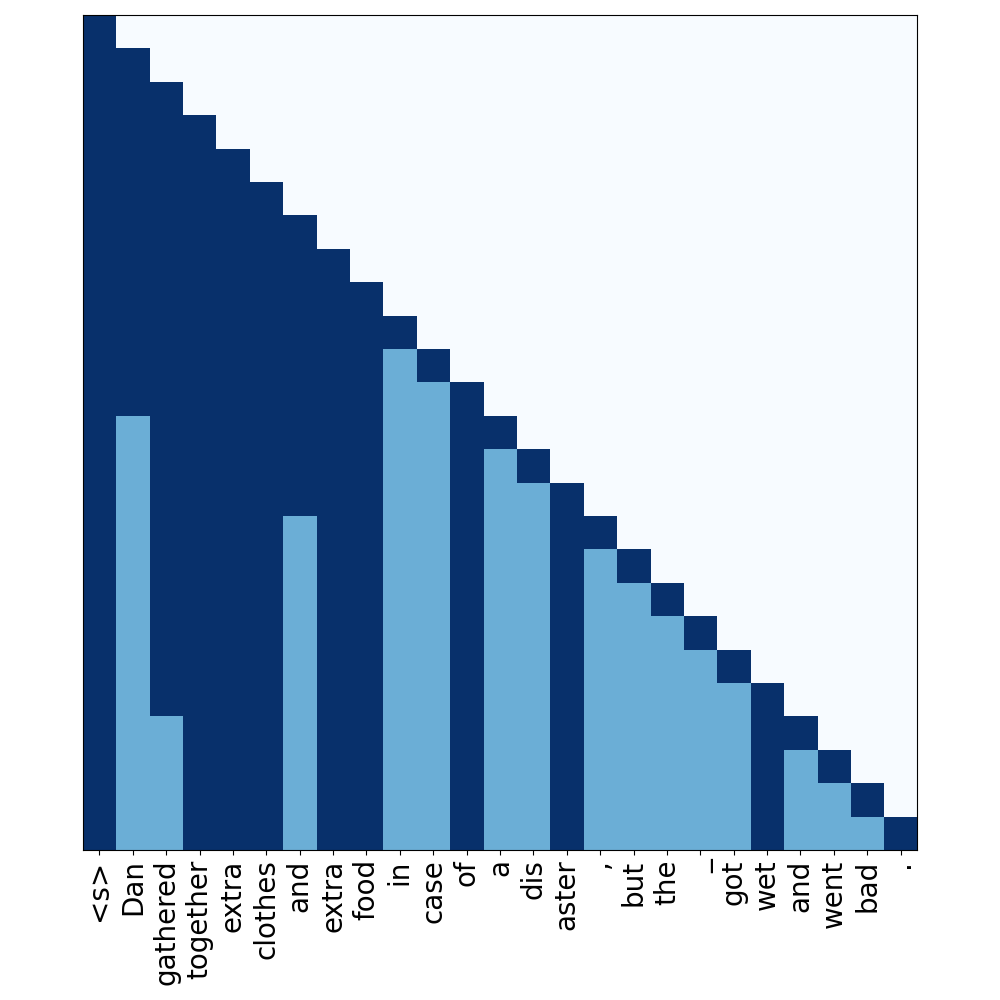 <s>
Dan
gathered
together
extra
clothes
and
extra
food
in
case
of
a
dis
aster
,
but
the
_
got
wet
and
went
bad
.